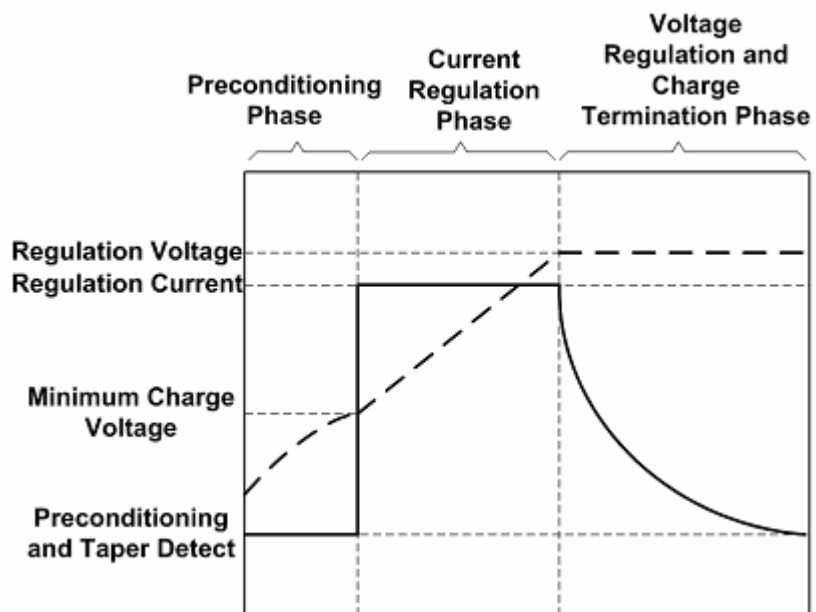 Preconditioning
Phase
Current
Regulation
Phase
Voltage
Regulation and
Charge
Termination Phase
Regulation Voltage
Regulation Current
Minimum Charge
Voltage
Preconditioning
and Taper Detect